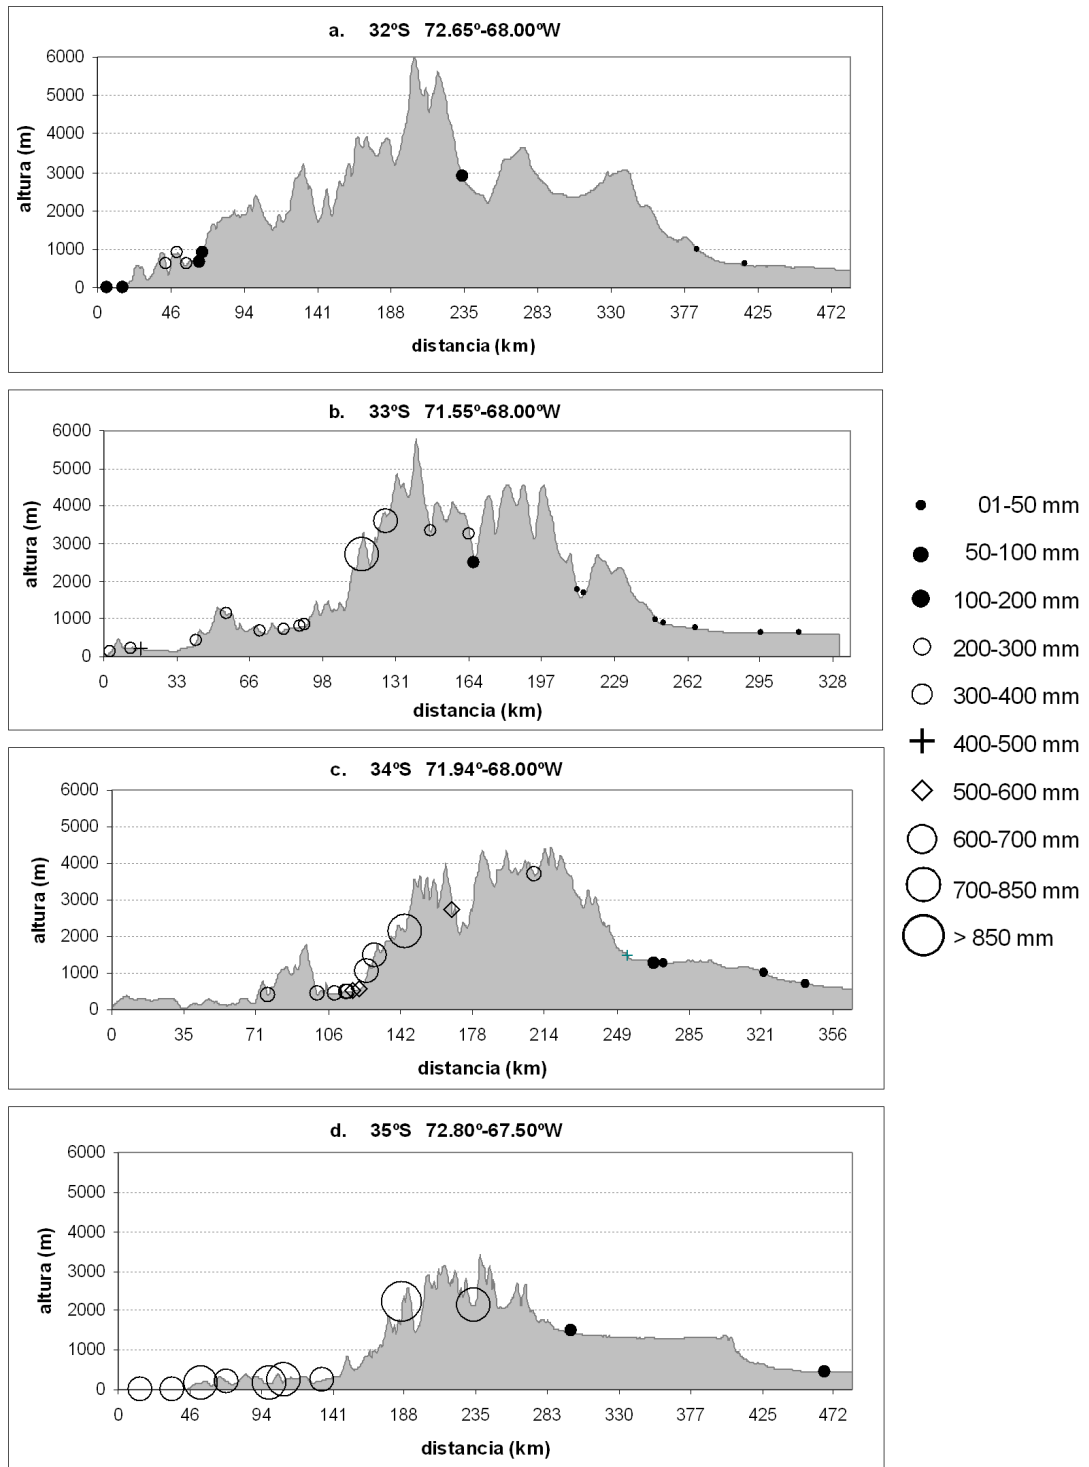 a. 32ºS 72.65º-68.00ºW
6000
5000
4000
3000
2000
1000
0
altura (m)
0 46 94 141 188 235 283 330 377 425 472
distancia (km)
b. 33ºS 71.55º-68.00ºW
6000
5000
4000
3000
2000
1000
0
altura (m)
0 33 66 98 131 164 197 229 262 295 328
distancia (km)
c. 34ºS 71.94º-68.00ºW
6000
5000
4000
3000
2000
1000
0
altura (m)
0 35 71 106 142 178 214 249 285 321 356
distancia (km)
d. 35ºS 72.80º-67.50ºW
6000
5000
4000
3000
2000
1000
0
altura (m)
0 46 94 141 188 235 283 330 377 425 472
distancia (km)
01-50 mm
50-100 mm
100-200 mm
200-300 mm
300-400 mm
400-500 mm
500-600 mm
600-700 mm
700-850 mm
> 850 mm